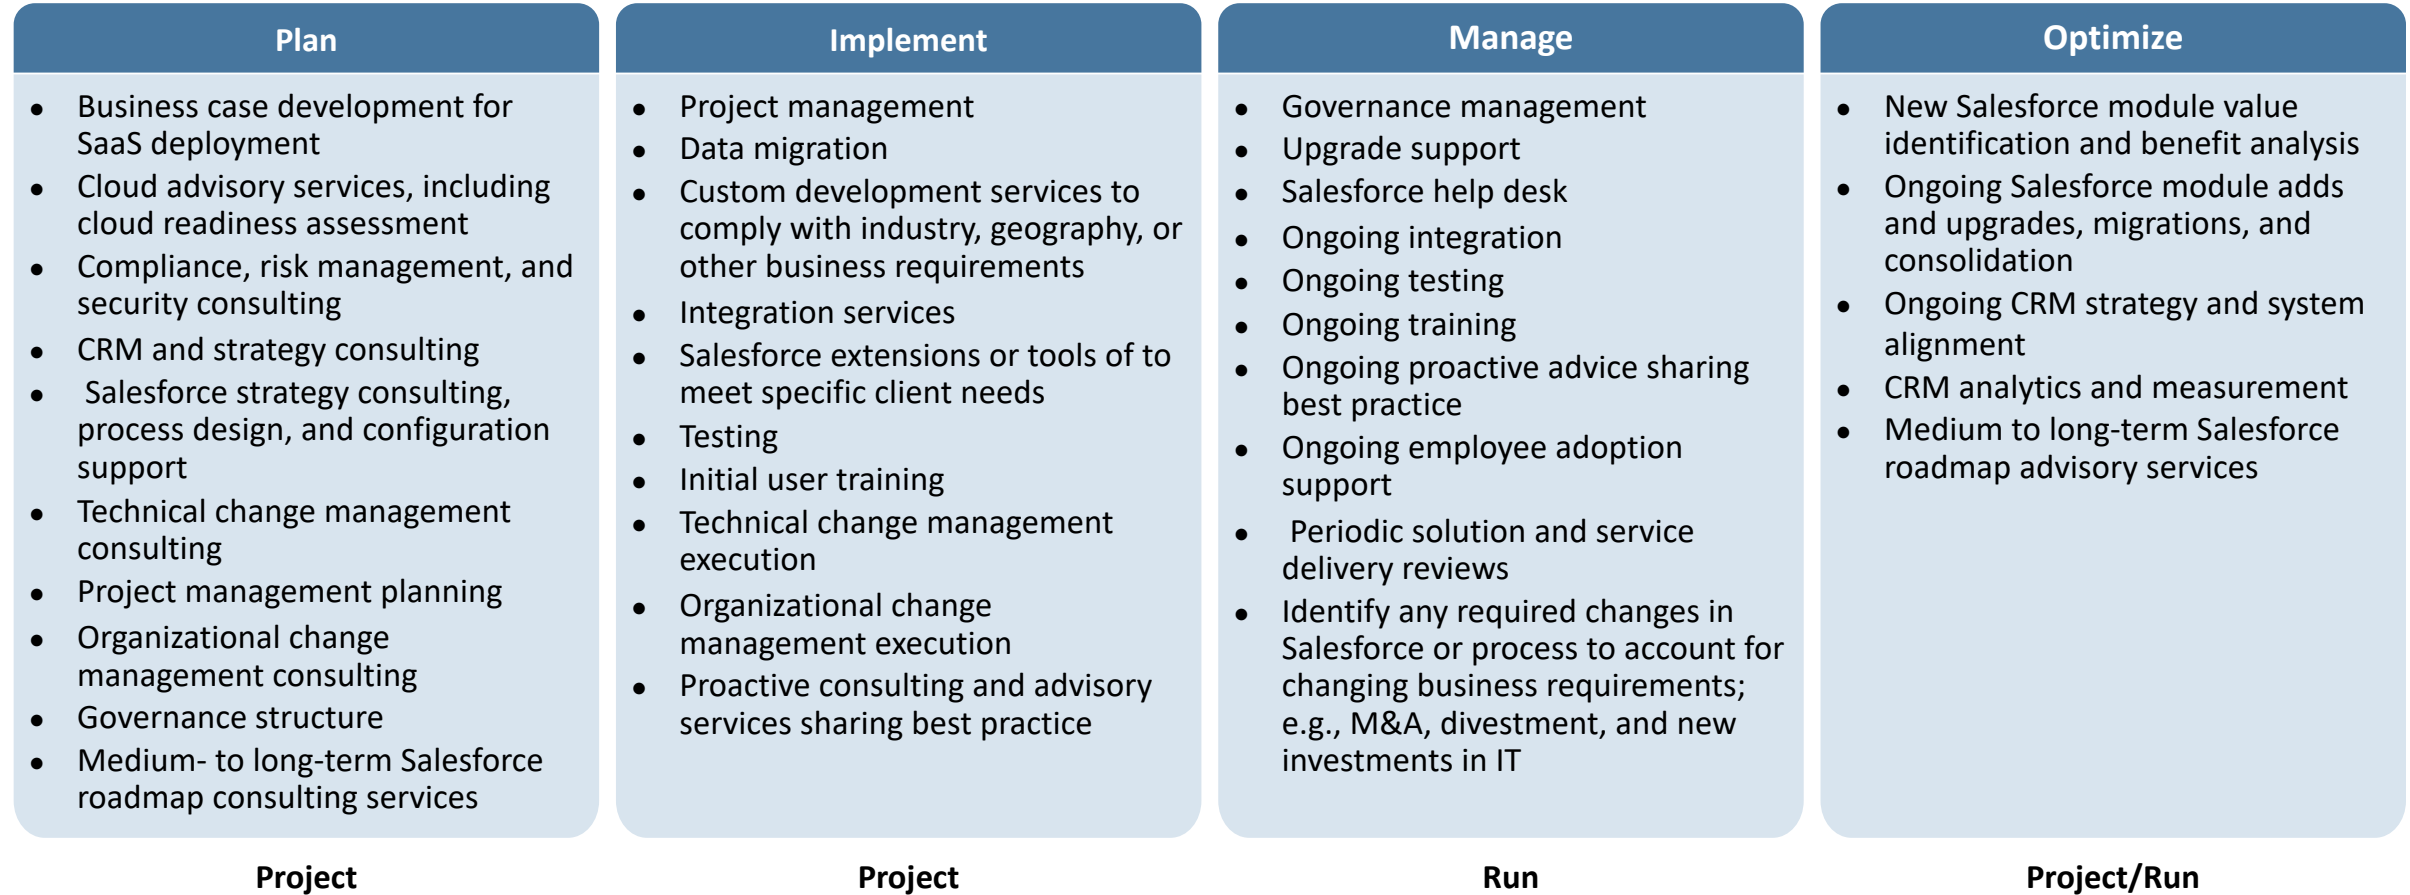 Plan
• Business case development for
SaaS deployment
• Cloud advisory services, including
cloud readiness assessment
• Compliance, risk management, and
security consulting
• CRM and strategy consulting
• Salesforce strategy consulting,
process design, and configuration
support
• Technical change management
consulting
• Project management planning
• Organizational change
management consulting
• Governance structure
• Medium- to long-term Salesforce
roadmap consulting services
Project
Implement
• Project management
• Data migration
• Custom development services to
comply with industry, geography, or
other business requirements
• Integration services
• Salesforce extensions or tools of to
meet specific client needs
• Testing
• Initial user training
• Technical change management
execution
• Organizational change
management execution
• Proactive consulting and advisory
services sharing best practice
Project
Manage
• Governance management
• Upgrade support
• Salesforce help desk
• Ongoing integration
• Ongoing testing
• Ongoing training
• Ongoing proactive advice sharing
best practice
• Ongoing employee adoption
support
• Periodic solution and service
delivery reviews
• Identify any required changes in
Salesforce or process to account for
changing business requirements;
e.g., M&A, divestment, and new
investments in IT
Run
Optimize
• New Salesforce module value
identification and benefit analysis
• Ongoing Salesforce module adds
and upgrades, migrations, and
consolidation
• Ongoing CRM strategy and system
alignment
• CRM analytics and measurement
• Medium to long-term Salesforce
roadmap advisory services
Project/Run